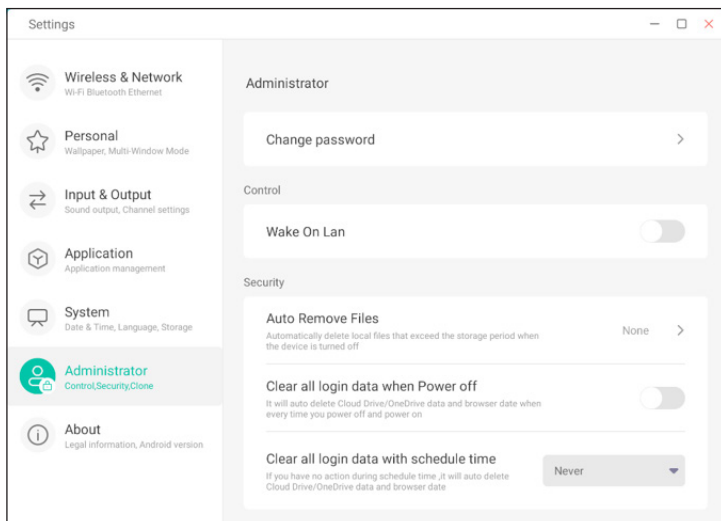 Settings
Wireless & Network
Wi-Fi Bluetooth Ethernet
Personal
Wallpaper, Multi-Window Mode
Input & Output
Sound output, Channel settings
Application
Application management
System
Date & Time, Language, Storage
Administrator
Control,Security,Clone
About
Legal information, Android version
Administrator
Change password
Control
Wake On Lan
Security
Auto Remove Files
Automatically delete local files that exceed the storage period when
the device is turned off
None
Clear all login data when Power off
It will auto delete Cloud Drive/OneDrive data and browser date when
every time you power off and power on
Clear all login data with schedule time
If you have no action during schedule time ,it will auto delete
Cloud Drive/OneDrive data and browser date
Never